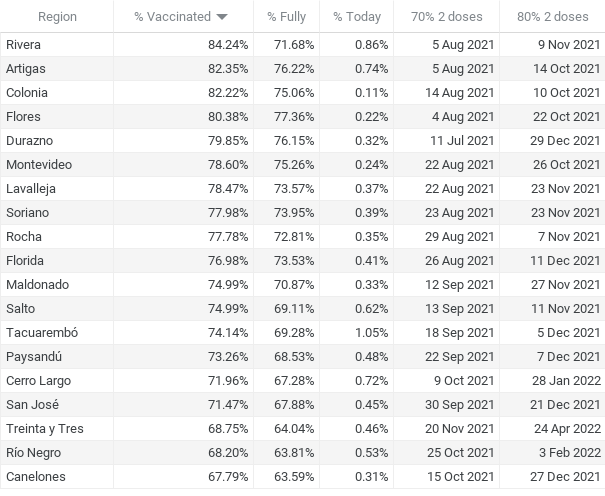 Region % Vaccinated % Fully % Today 70% 2 doses 80% 2 doses
Rivera 84.24% 71.68% 0.86% 5 Aug 2021 9 Nov 2021
Artigas 82.35% 76.22% 0.74% 5 Aug 2021 14 Oct 2021
Colonia 82.22% 75.06% 0.11% 14 Aug 2021 10 Oct 2021
Flores 80.38% 77.36% 0.22% 4 Aug 2021 22 Oct 2021
Durazno 79.85% 76.15% 0.32% 11 Jul 2021 29 Dec 2021
Montevideo 78.60% 75.26% 0.24% 22 Aug 2021 26 Oct 2021
Lavalleja 78.47% 73.57% 0.37% 22 Aug 2021 23 Nov 2021
Soriano 77.98% 73.95% 0.39% 23 Aug 2021 23 Nov 2021
Rocha 77.78% 72.81% 0.35% 29 Aug 2021 7 Nov 2021
Florida 76.98% 73.53% 0.41% 26 Aug 2021 11 Dec 2021
Maldonado 74.99% 70.87% 0.33% 12 Sep 2021 27 Nov 2021
Salto 74.99% 69.11% 0.62% 13 Sep 2021 11 Nov 2021
Tacuarembó 74.14% 69.28% 1.05% 18 Sep 2021 5 Dec 2021
Paysandú 73.26% 68.53% 0.48% 22 Sep 2021 7 Dec 2021
Cerro Largo 71.96% 67.28% 0.72% 9 Oct 2021 28 Jan 2022
San José 71.47% 67.88% 0.45% 30 Sep 2021 21 Dec 2021
Treinta y Tres 68.75% 64.04% 0.46% 20 Nov 2021 24 Apr 2022
Río Negro 68.20% 63.81% 0.53% 25 Oct 2021 3 Feb 2022
Canelones 67.79% 63.59% 0.31% 15 Oct 2021 27 Dec 2021